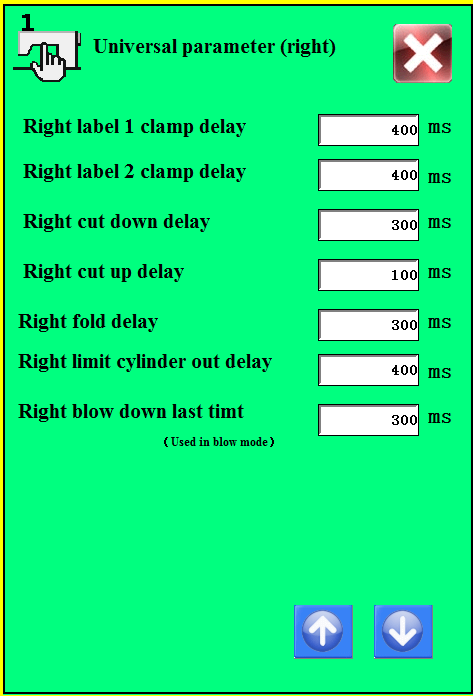 1
Universal parameter (right)
Right label 1 clamp delay 400 ms
Right label 2 clamp delay 400 ms
Right cut down delay 300 ms
Right cut up delay 100 ms
Right fold delay 300 ms
Right limit cylinder out delay 400 ms
Right blow down last timt 300 ms
(Used in blow mode)